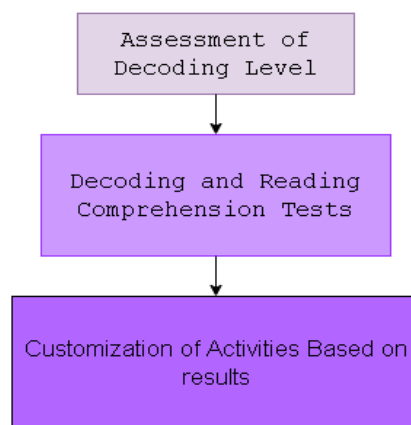 Assessment of
Decoding Level
Decoding and Reading
Comprehension Tests
Customization of Activities Based on
results